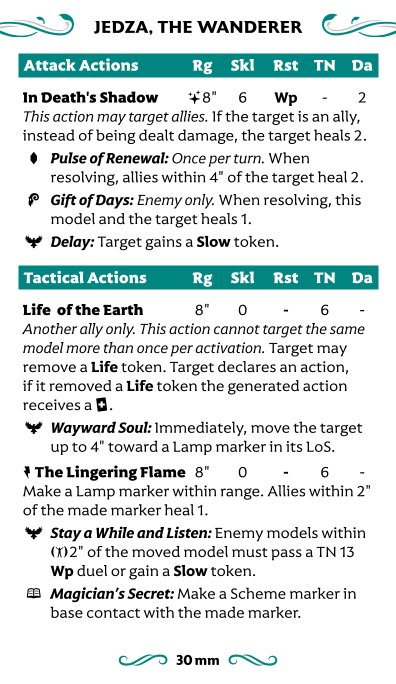 JEDZA, THE WANDERER
Attack Actions Rg Skl Rst TN Da
In Death's Shadow 8" 6 Wp - 2
This action may target allies. If the target is an ally,
instead of being dealt damage, the target heals 2.
Pulse of Renewal: Once per turn. When
resolving, allies within 4" of the target heal 2.
Gift of Days: Enemy only. When resolving, this
model and the target heals 1.
Delay: Target gains a Slow token.
Tactical Actions Rg Skl Rst TN Da
Life of the Earth 8" 0 - 6 -
Another ally only. This action cannot target the same
model more than once per activation. Target may
remove a Life token. Target declares an action,
if it removed a Life token the generated action
receives a .
Wayward Soul: Immediately, move the target
up to 4" toward a Lamp marker in its LoS.
The Lingering Flame 8" 0 - 6 -
Make a Lamp marker within range. Allies within 2"
of the made marker heal 1.
Stay a While and Listen: Enemy models within
2" of the moved model must pass a TN 13
Wp duel or gain a Slow token.
Magician's Secret: Make a Scheme marker in
base contact with the made marker.
30 mm